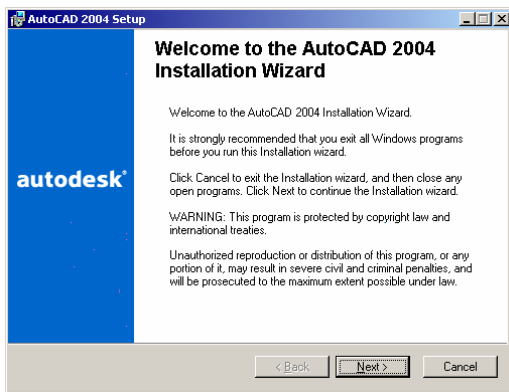 AutoCAD 2004 Setup
Welcome to the AutoCAD 2004
Installation Wizard
Welcome to the AutoCAD 2004 Installation Wizard.
It is strongly recommended that you exit all Windows programs
before you run this Installation wizard.
autodesk®
Click Cancel to exit the Installation wizard, and then close any
open programs. Click Next to continue the Installation wizard.
WARNING: This program is protected by copyright law and
international treaties.
Unauthorized reproduction or distribution of this program, or any
portion of it, may result in severe civil and criminal penalties, and
will be prosecuted to the maximum extent possible under law.
< Back Next > Cancel